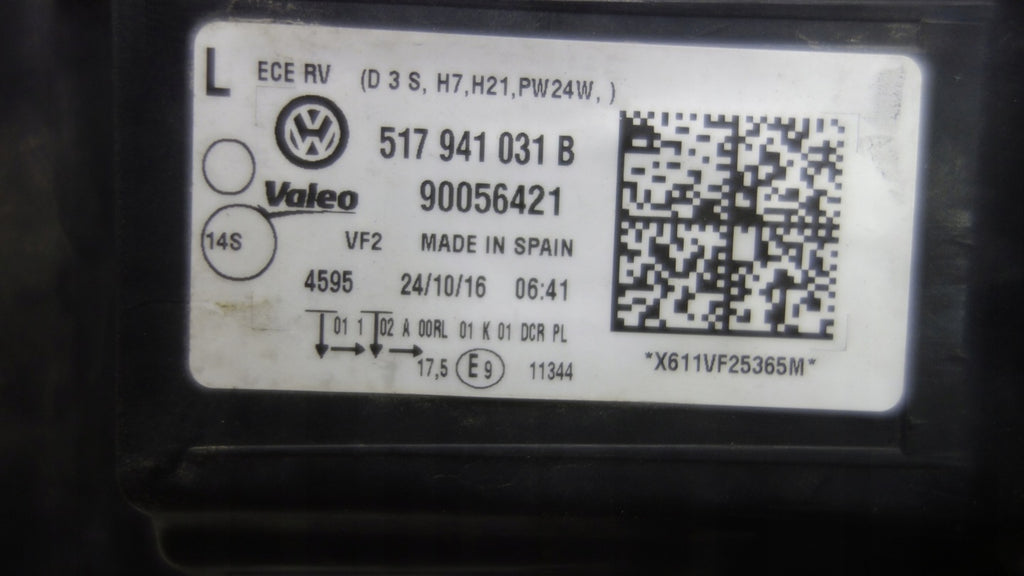 L ECE RV (D 3 S, H7,H21,PW24W, )
517 941 031 B
Valeo 90056421
14S VF2 MADE IN SPAIN
4595 24/10/16 06:41
01 1 02 A 00RL 01 K 01 DCR PL
17,5 E9 11344
*X611VF25365M*